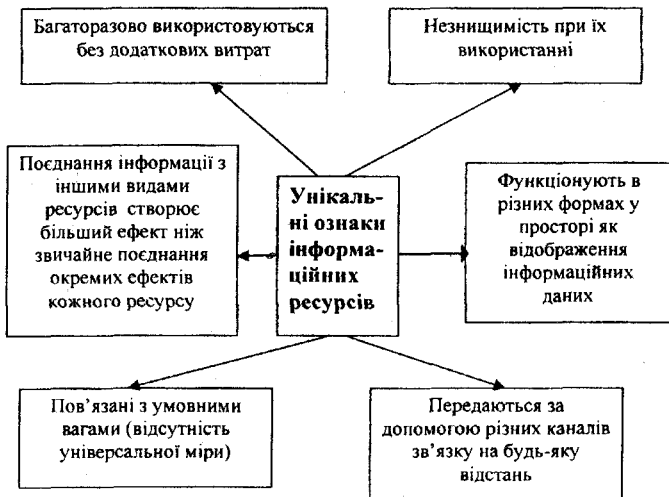 Багаторазово використовуються
без додаткових витрат
Незнищимість при їх
використанні
Поєднання інформації з
іншими видами
ресурсів створює
більший ефект ніж
звичайне поєднання
окремих ефектів
кожного ресурсу
Унікаль-
ні ознаки
інформа-
ційних
ресурсів
Функціонують в
різних формах у
просторі як
відображення
інформаційних
даних
Пов’язані з умовними
вагами (відсутність
універсальної міри)
Передаються за
допомогою різних каналів
зв’язку на будь-яку
відстань